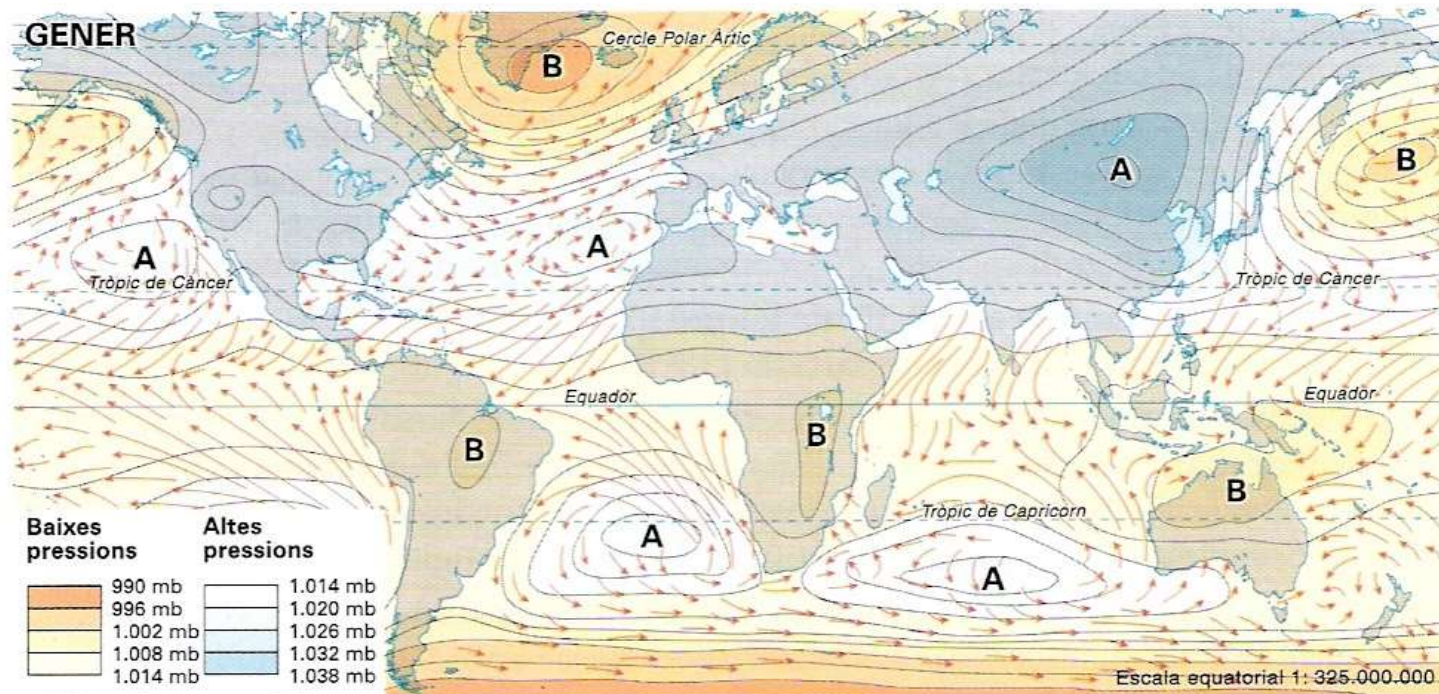 GENER
Cercle Polar Àrtic
B
B
A
A
A
Tròpic de Càncer
Tròpic de Càncer
Equador
Equador
B
B
B
A
Tròpic de Capricorn
A
Baixes pressions
990 mb
996 mb
1.002 mb
1.008 mb
1.014 mb
Altes pressions
1.014 mb
1.020 mb
1.026 mb
1.032 mb
1.038 mb
Escala equatorial 1: 325.000.000